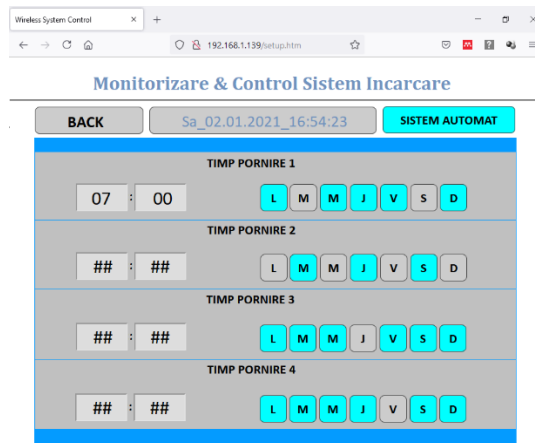 Wireless System Control
192.168.1.139/setup.htm
Monitorizare & Control Sistem Incarcare
BACK Sa_02.01.2021_16:54:23 SISTEM AUTOMAT
TIMP PORNIRE 1
07 : 00 L M M J V S D
TIMP PORNIRE 2
## : ## L M M J V S D
TIMP PORNIRE 3
## : ## L M M J V S D
TIMP PORNIRE 4
## : ## L M M J V S D